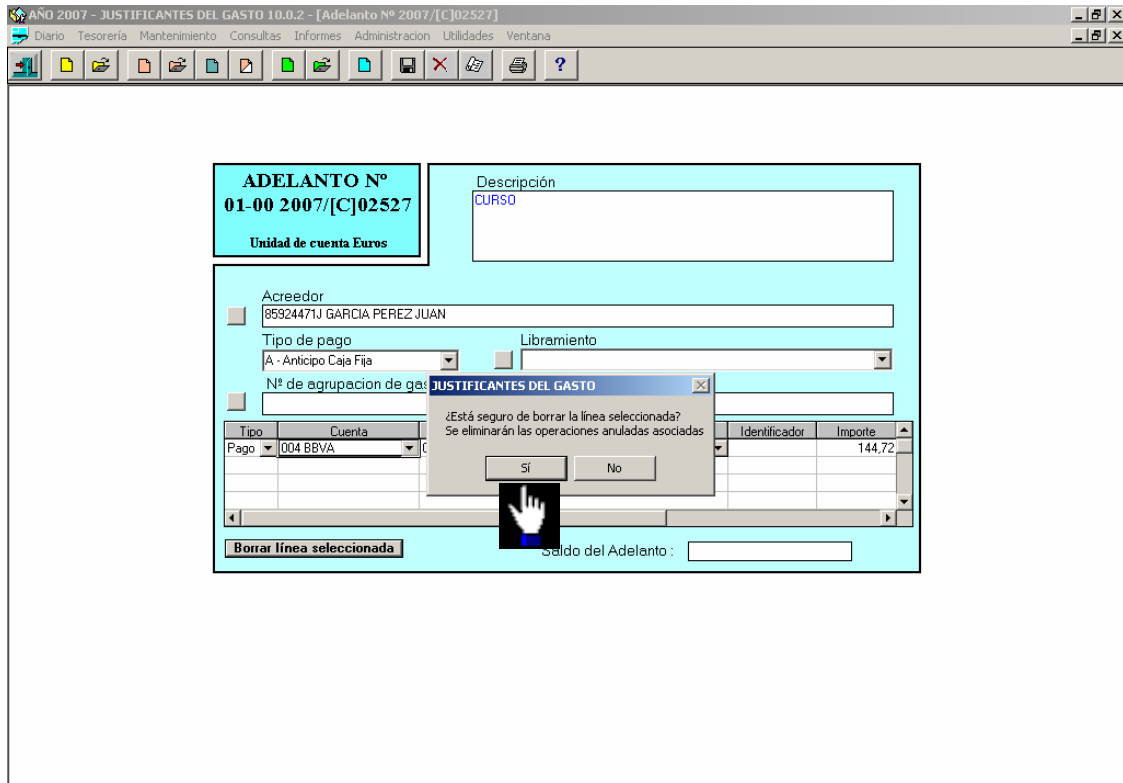 AÑO 2007 - JUSTIFICANTES DEL GASTO 10.0.2 - [Adelanto Nº 2007/[C]02527]
Diario Tesorería Mantenimiento Consultas Informes Administracion Utilidades Ventana
?
ADELANTO Nº
01-00 2007/[C]02527
Unidad de cuenta Euros
Descripción
CURSO
Acreedor
85924471J GARCIA PEREZ JUAN
Tipo de pago Libramiento
A - Anticipo Caja Fija
Nº de agrupacion de gas
JUSTIFICANTES DEL GASTO
¿Está seguro de borrar la línea seleccionada?
Se eliminarán las operaciones anuladas asociadas
Sí No
Tipo Cuenta Identificador Importe
Pago 004 BBVA 144,72
Borrar línea seleccionada
Saldo del Adelanto :